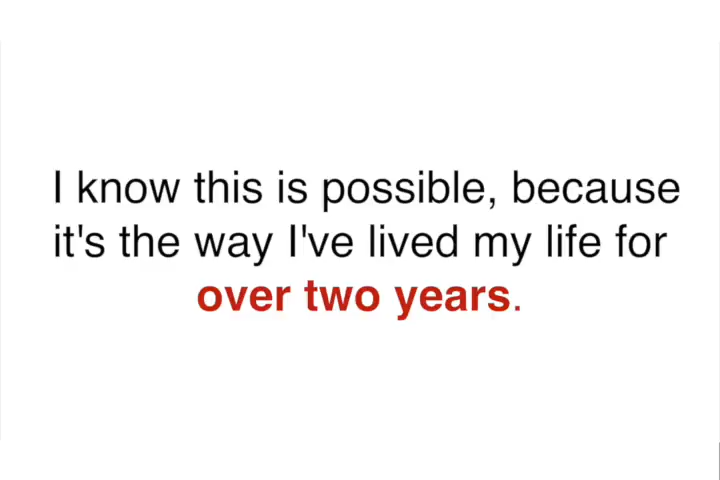 I know this is possible, because
it's the way I've lived my life for
over two years.